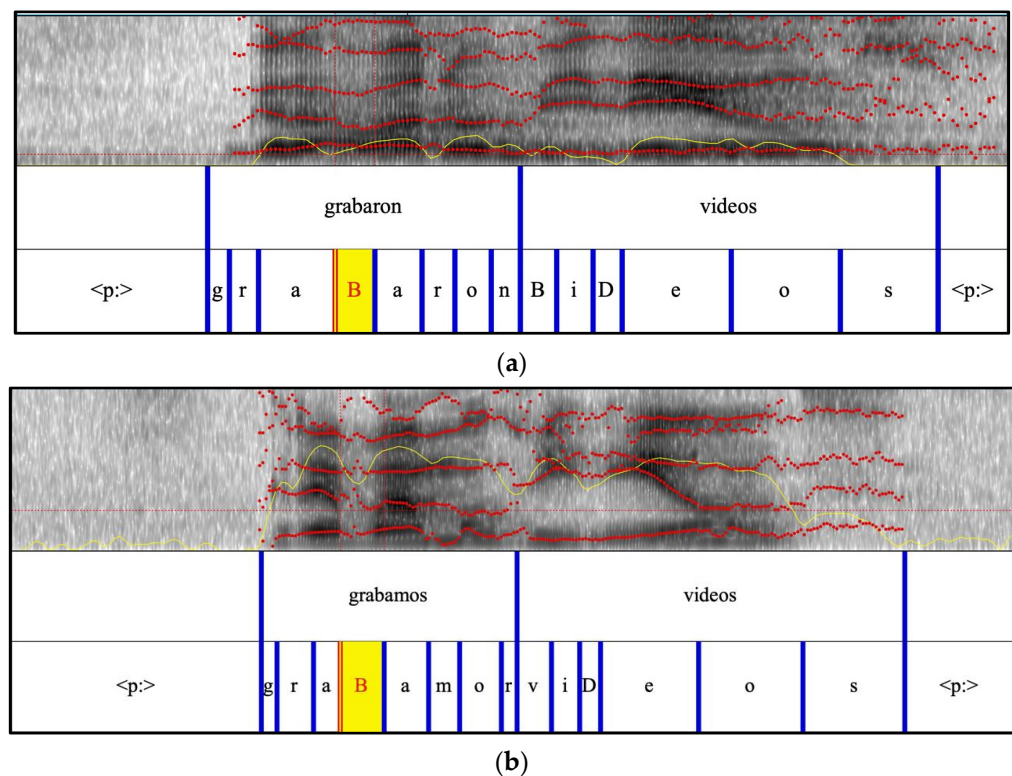 grabaron videos
<p:> g r a B a r o n B i D e o s <p:>
(a)
grabamos videos
<p:> g r a B a m o r v i D e o s <p:>
(b)